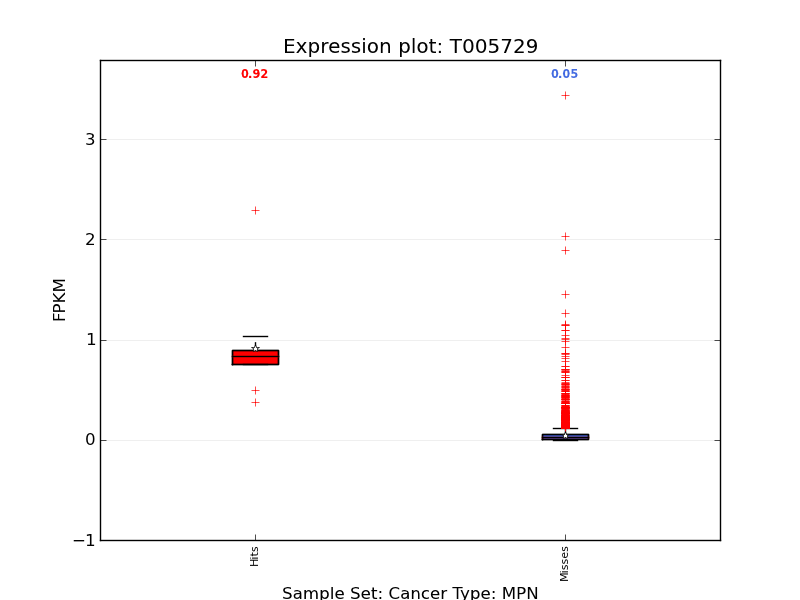 Expression plot: T005729
0.92
0.05
3
2
1
0
−1
FPKM
Hits
Misses
Sample Set: Cancer Type: MPN